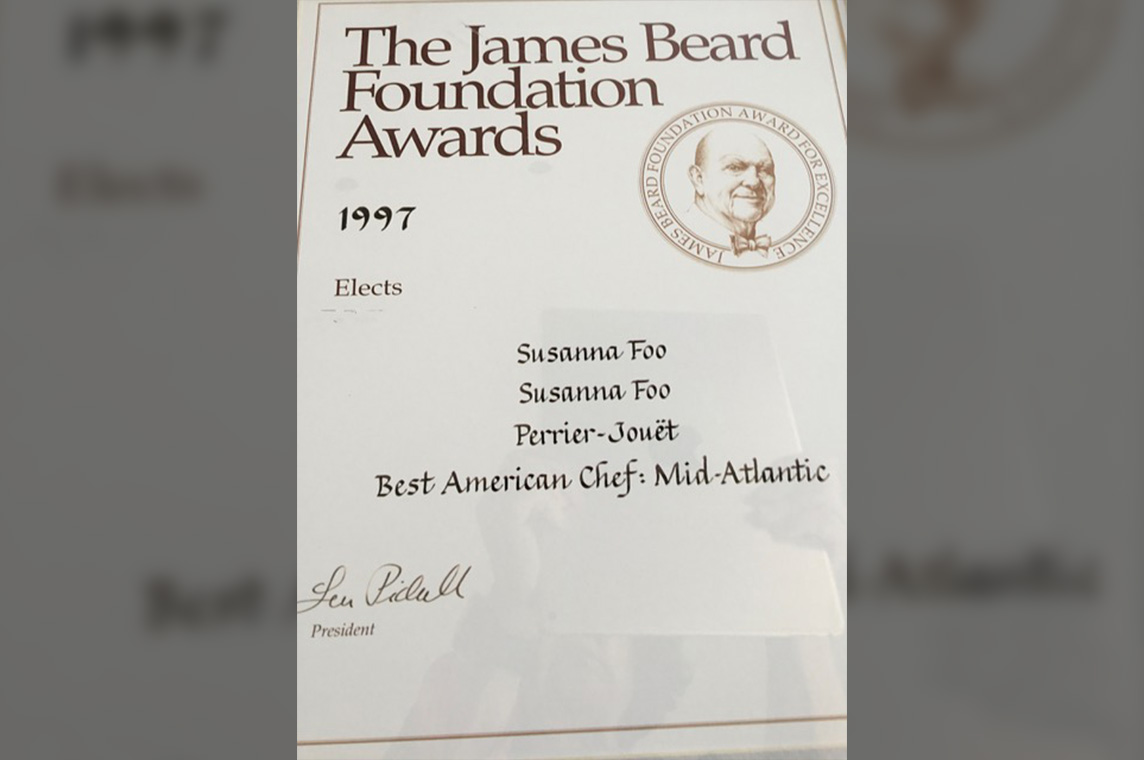 The James Beard
Foundation
Awards
JAMES BEARD FOUNDATION AWARD FOR EXCELLENCE
1997
Elects
Susanna Foo
Susanna Foo
Perrier-Jouët
Best American Chef: Mid-Atlantic
President